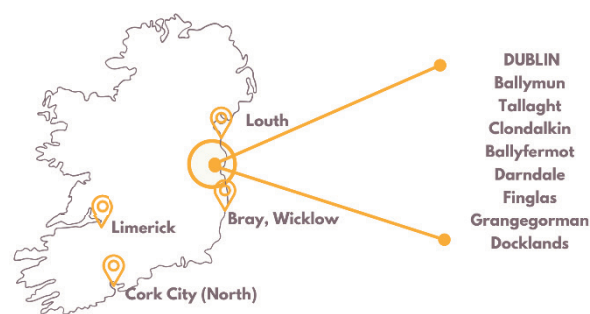 Louth
Bray, Wicklow
Limerick
Cork City (North)
DUBLIN
Ballymun
Tallaght
Clondalkin
Ballyfermot
Darndale
Finglas
Grangegorman
Docklands